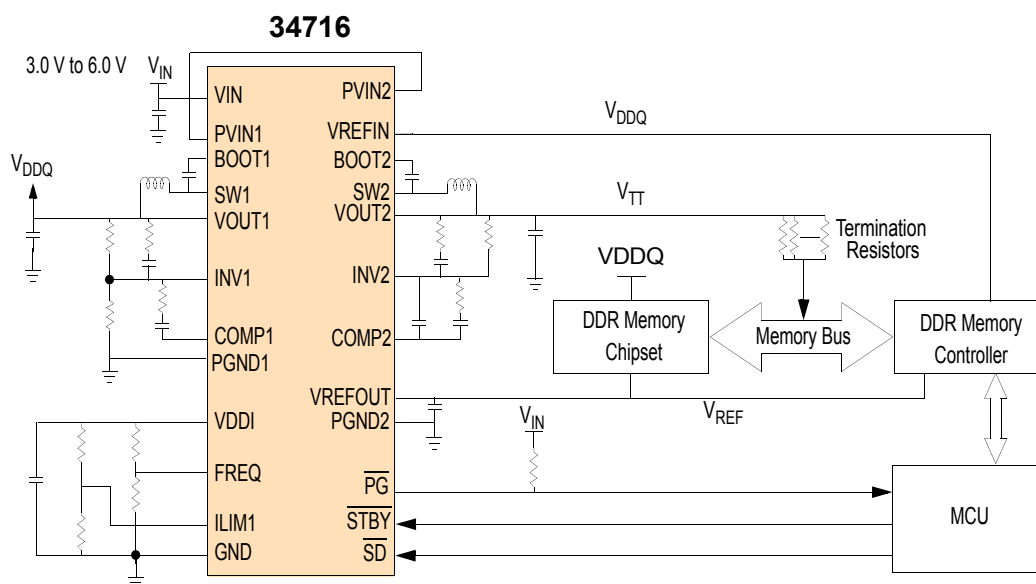 34716
3.0 V to 6.0 V
VIN
VIN
PVIN1
BOOT1
VDDQ
SW1
VOUT1
INV1
COMP1
PGND1
VDDI
FREQ
ILIM1
GND
PVIN2
VREFIN
BOOT2
SW2
VOUT2
INV2
COMP2
VREFOUT
PGND2
PG
STBY
SD
VDDQ
VTT
Termination
Resistors
VDDQ
DDR Memory
Chipset
Memory Bus
DDR Memory
Controller
VREF
VIN
MCU